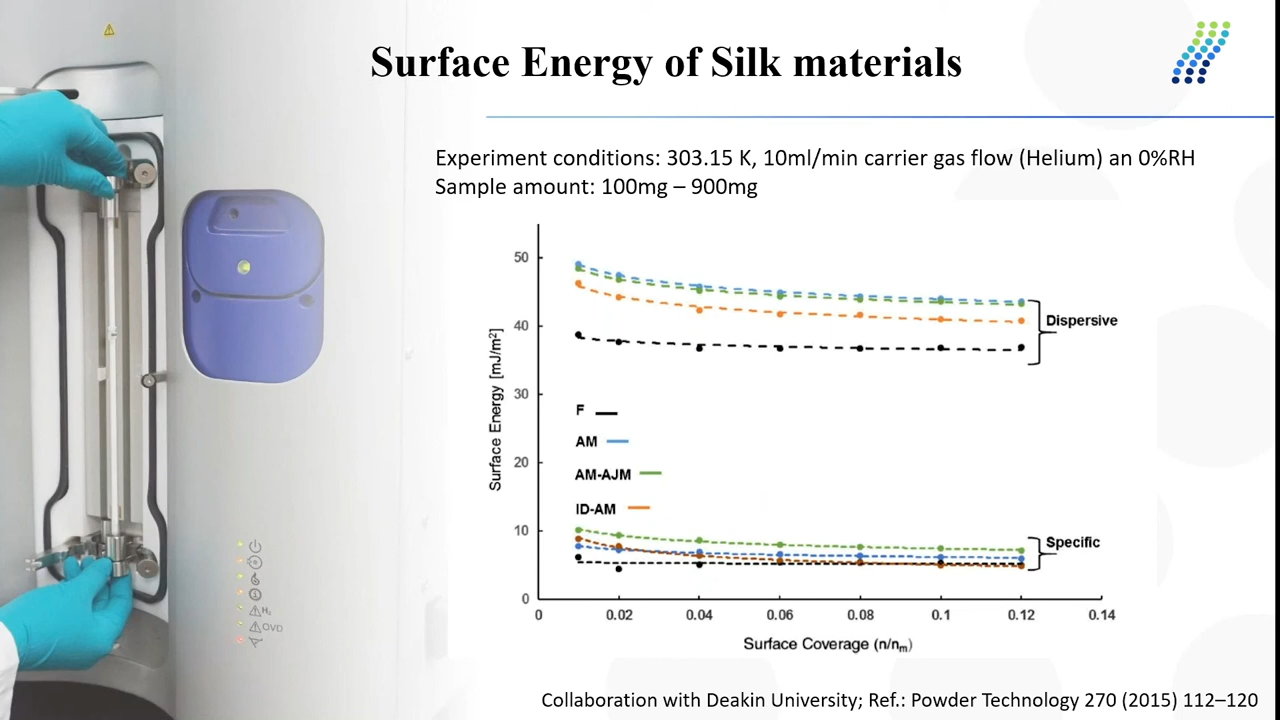 Surface Energy of Silk materials
Experiment conditions: 303.15 K, 10ml/min carrier gas flow (Helium) an 0%RH
Sample amount: 100mg – 900mg
Surface Energy [mJ/m²]
50
40
30
20
10
0
Dispersive
F
AM
AM-AJM
ID-AM
Specific
0 0.02 0.04 0.06 0.08 0.1 0.12 0.14
Surface Coverage (n/nₘ)
H₂
OVD
Collaboration with Deakin University; Ref.: Powder Technology 270 (2015) 112–120